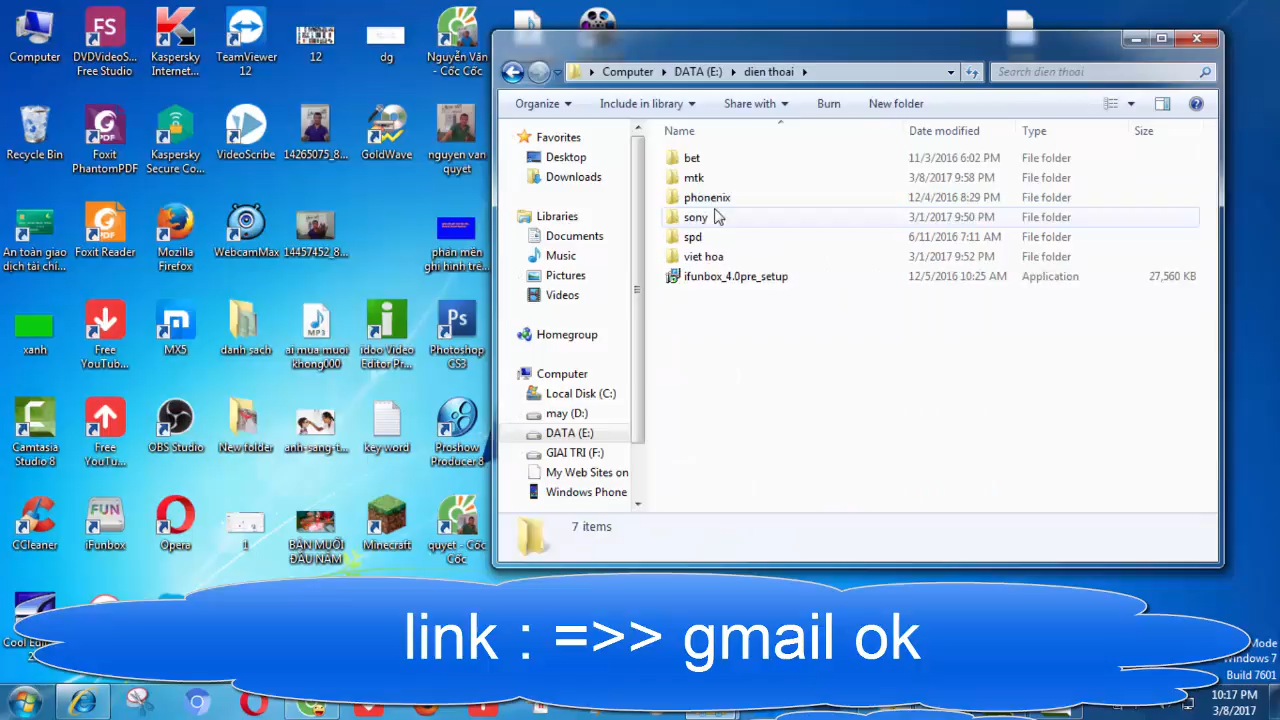 Computer
DVDVideoS...
Free Studio
Kaspersky
Internet...
TeamViewer
12
12
dg
Nguyễn Văn
- Cốc Cốc
Recycle Bin
Foxit
PhantomPDF
Kaspersky
Secure Co...
VideoScribe
14265075_8...
GoldWave
nguyen van
quyet
An toàn giao
dịch tài chí...
Foxit Reader
Mozilla
Firefox
WebcamMax
14457452_8...
phần mền
ghi hình trê...
xanh
Free
YouTub...
MX5
danh sach
MP3
ai mua muoi
khong000
idoo Video
Editor Pr...
Photoshop
CS3
Camtasia
Studio 8
Free
YouTub...
OBS Studio
New folder
anh-sang-t...
key word
Proshow
Producer8
CCleaner
iFunbox
Opera
1
BÁN MUỐI
ĐẦU NĂM
Minecraft
quyet - Cốc
Cốc
Computer
DATA (E:)
dien thoai
Search dien thoai
Organize
Include in library
Share with
Burn
New folder
Favorites
Desktop
Downloads
Libraries
Documents
Music
Pictures
Videos
Homegroup
Computer
Local Disk (C:)
may (D:)
DATA (E:)
GIAI TRI (F:)
My Web Sites on
Windows Phone
Name Date modified Type Size
bet 11/3/2016 6:02 PM File folder
mtk 3/8/2017 9:58 PM File folder
phonenix 12/4/2016 8:29 PM File folder
sony 3/1/2017 9:50 PM File folder
spd 6/11/2016 7:11 AM File folder
viet hoa 3/1/2017 9:52 PM File folder
ifunbox_4.0pre_setup 12/5/2016 10:25 AM Application 27,560 KB
7 items
link : =>> gmail ok
Mode
Windows 7
Build 7601
10:17 PM
3/8/2017